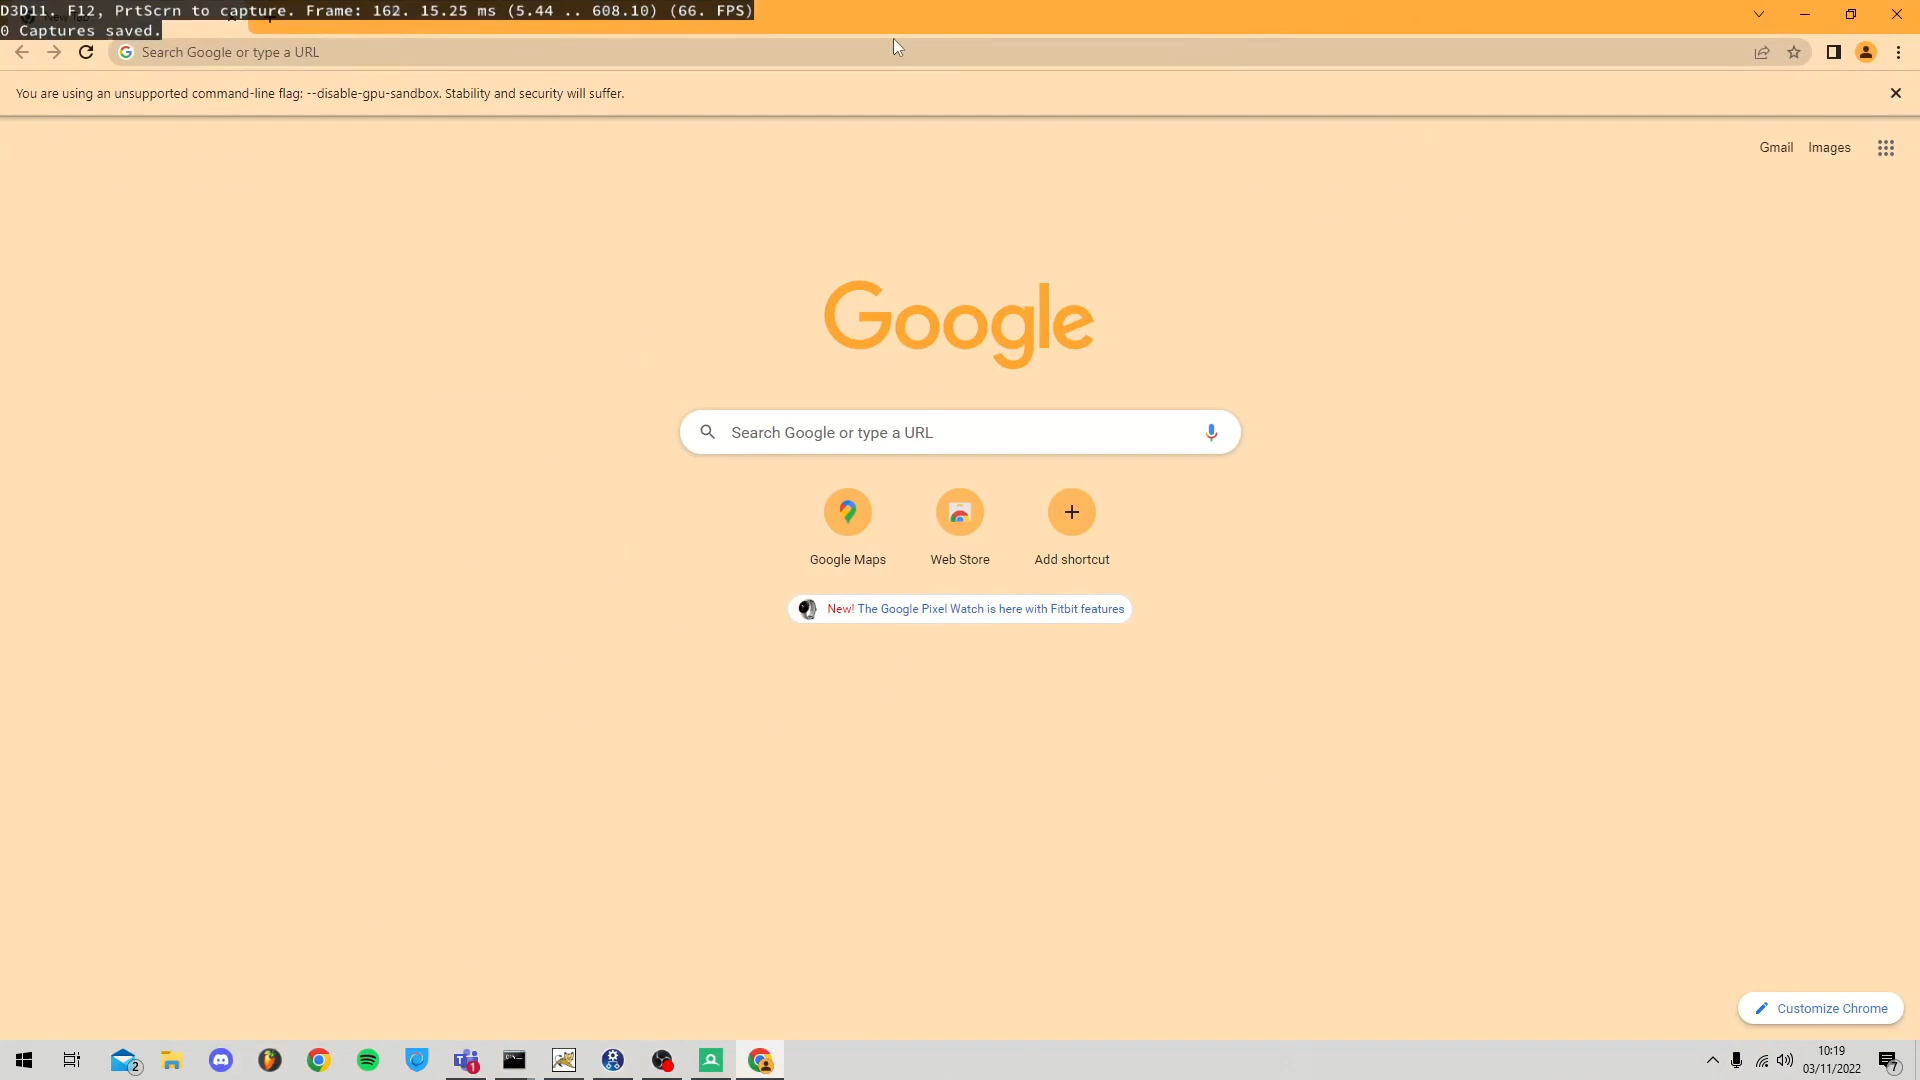 D3D11. F12, PrtScrn to capture. Frame: 162. 15.25 ms (5.44 .. 608.10) (66. FPS)
0 Captures saved.
Search Google or type a URL
You are using an unsupported command-line flag: --disable-gpu-sandbox. Stability and security will suffer.
Gmail Images
Google
Search Google or type a URL
Google Maps Web Store Add shortcut
New! The Google Pixel Watch is here with Fitbit features
Customize Chrome
2
1
10:19
03/11/2022
7